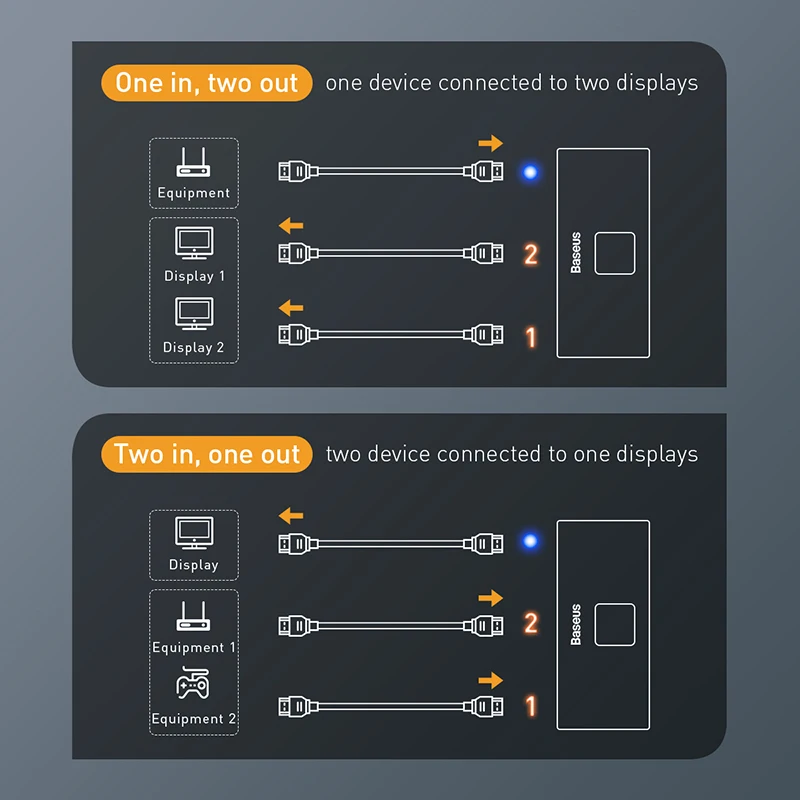 One in, two out one device connected to two displays
Equipment
Display 1
2
Display 2
1
Baseus
Two in, one out two device connected to one displays
Display
Equipment 1
2
Equipment 2
1
Baseus